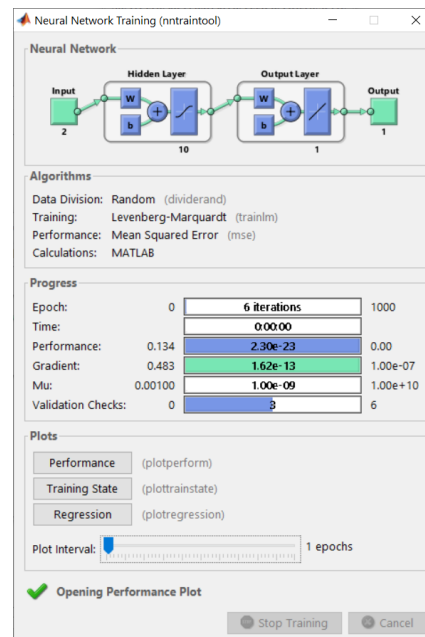 Neural Network Training (nntraintool)
Neural Network
Hidden Layer
Output Layer
Input
Output
W
W
b
b
2
1
10
1
Algorithms
Data Division: Random (dividerand)
Training: Levenberg-Marquardt (trainlm)
Performance: Mean Squared Error (mse)
Calculations: MATLAB
Progress
Epoch: 0 6 iterations 1000
Time: 0:00:00
Performance: 0.134 2.30e-23 0.00
Gradient: 0.483 1.62e-13 1.00e-07
Mu: 0.00100 1.00e-09 1.00e+10
Validation Checks: 0 3 6
Plots
Performance (plotperform)
Training State (plottrainstate)
Regression (plotregression)
Plot Interval: 1 epochs
Opening Performance Plot
Stop Training Cancel